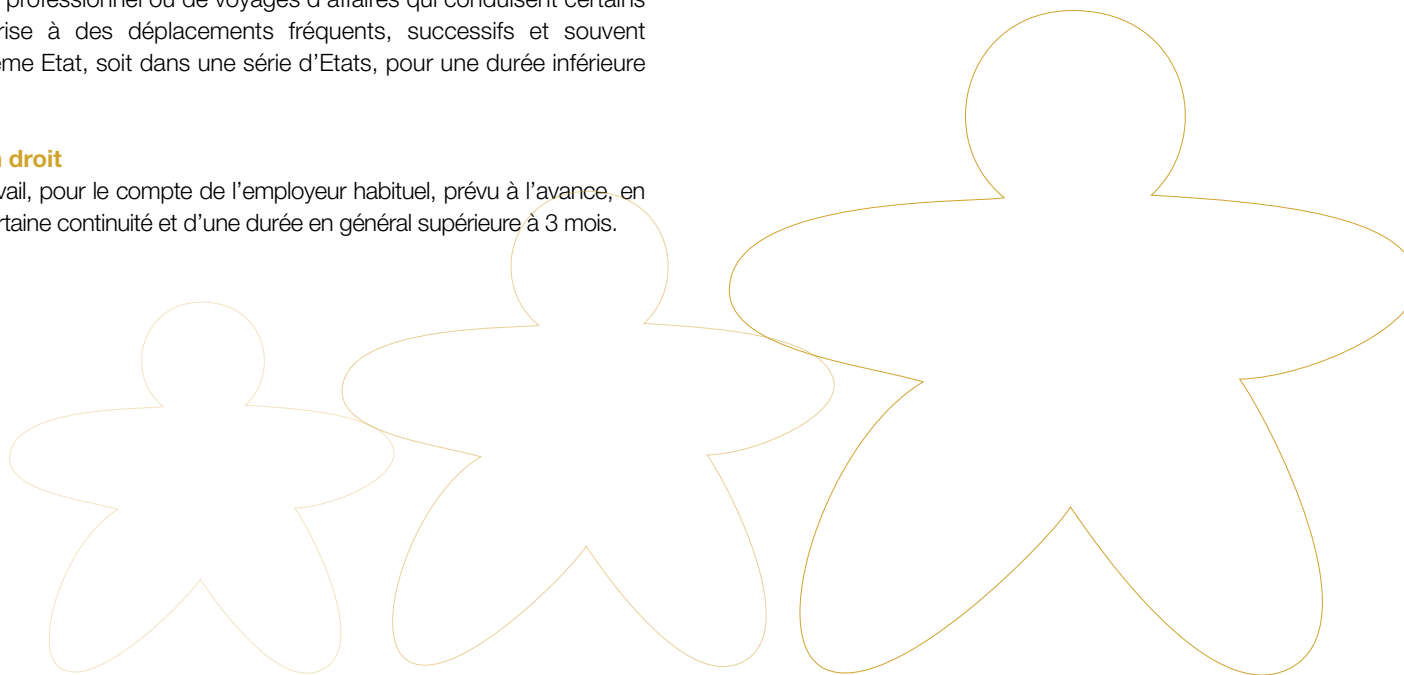 professionnel ou de voyages d'affaires qui conduisent certains
rise à des déplacements fréquents, successifs et souvent
ème Etat, soit dans une série d'Etats, pour une durée inférieure
droit
vail, pour le compte de l'employeur habituel, prévu à l'avance, en
rtaine continuité et d'une durée en général supérieure à 3 mois.